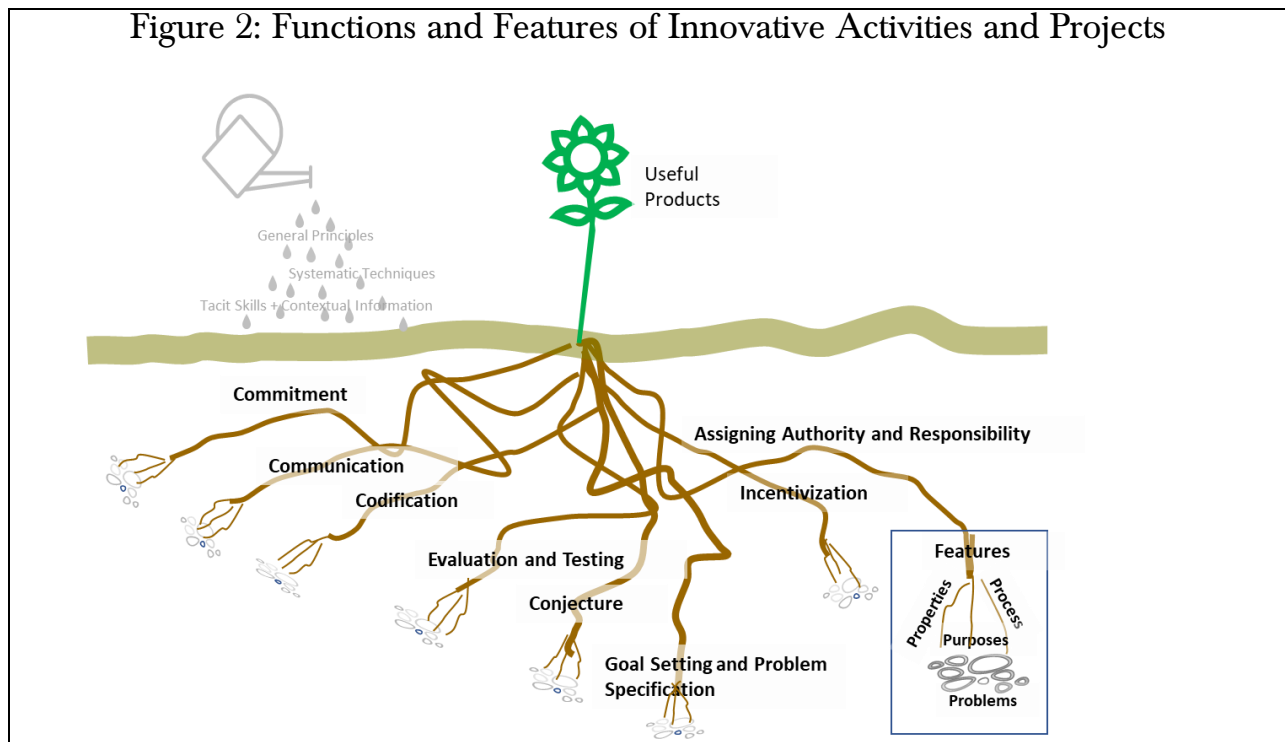 Figure 2: Functions and Features of Innovative Activities and Projects
Useful
Products
General Principles
Systematic Techniques
Tacit Skills + Contextual Information
Commitment
Communication
Codification
Evaluation and Testing
Conjecture
Goal Setting and Problem
Specification
Assigning Authority and Responsibility
Incentivization
Features
Properties
Process
Purposes
Problems